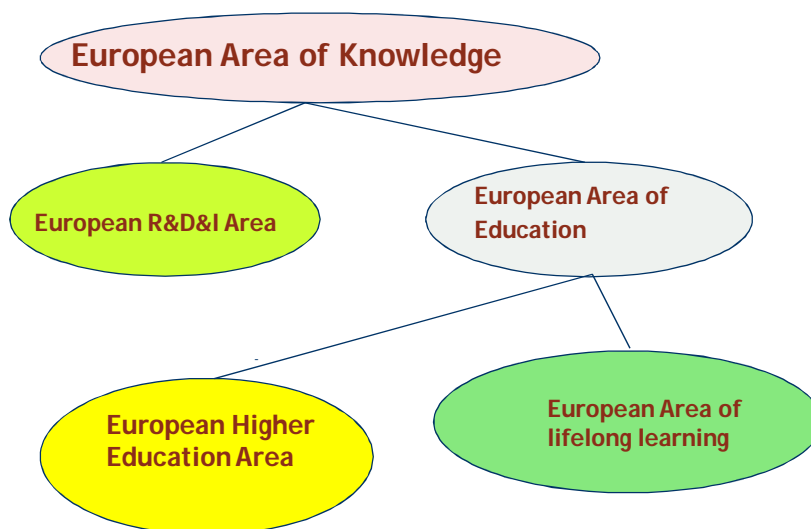 European Area of Knowledge
European R&D&I Area
European Area of
Education
European Higher
Education Area
European Area of
lifelong learning